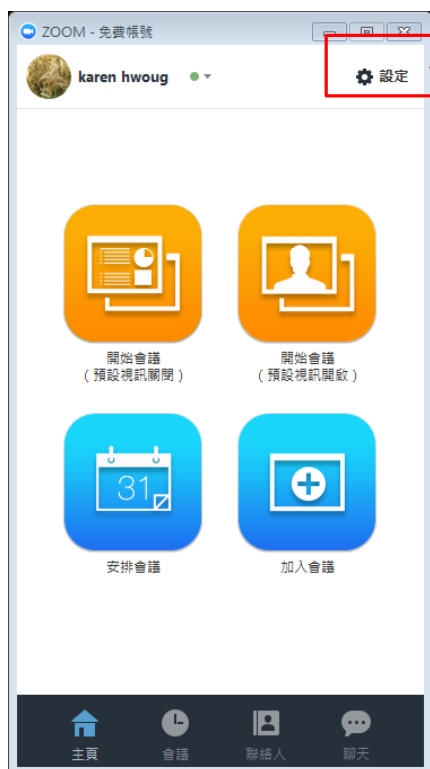 ZOOM - 免費帳號
karen hwoug
設定
開始會議
（預設視訊關閉）
開始會議
（預設視訊開啟）
31
安排會議
加入會議
主頁
會議
聯絡人
聊天